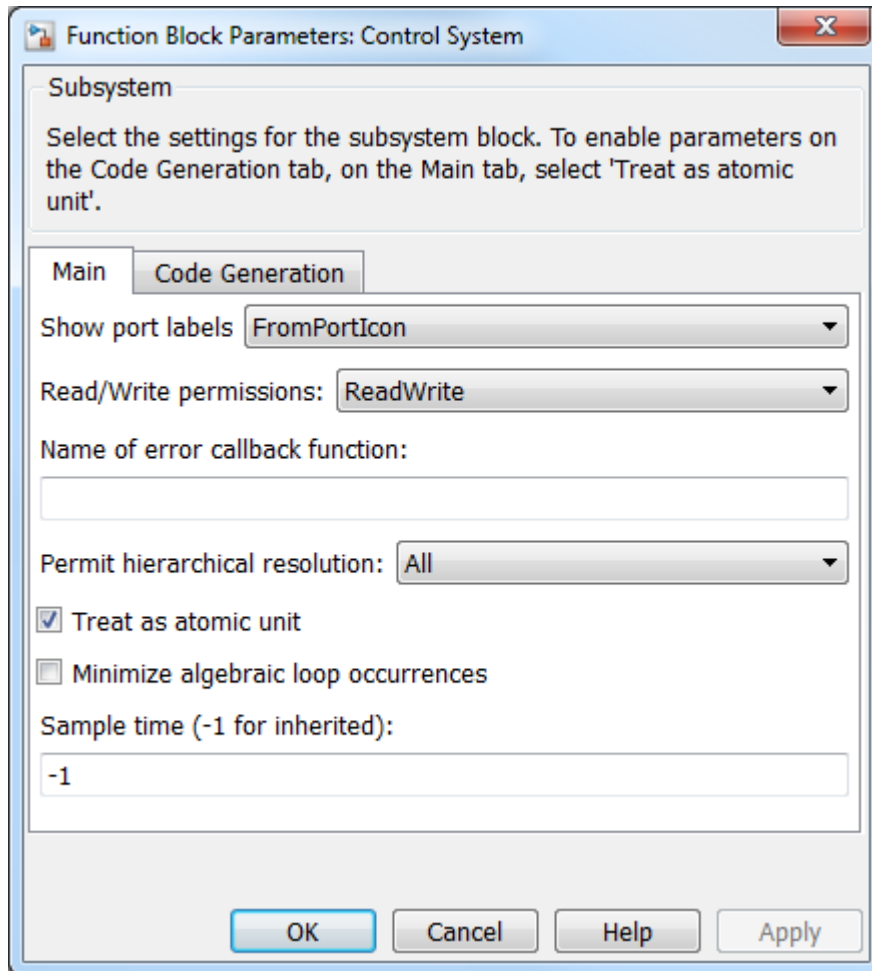 Function Block Parameters: Control System
Subsystem
Select the settings for the subsystem block. To enable parameters on
the Code Generation tab, on the Main tab, select 'Treat as atomic
unit'.
Main Code Generation
Show port labels FromPortIcon
Read/Write permissions: ReadWrite
Name of error callback function:
Permit hierarchical resolution: All
Treat as atomic unit
Minimize algebraic loop occurrences
Sample time (-1 for inherited):
-1
OK Cancel Help Apply